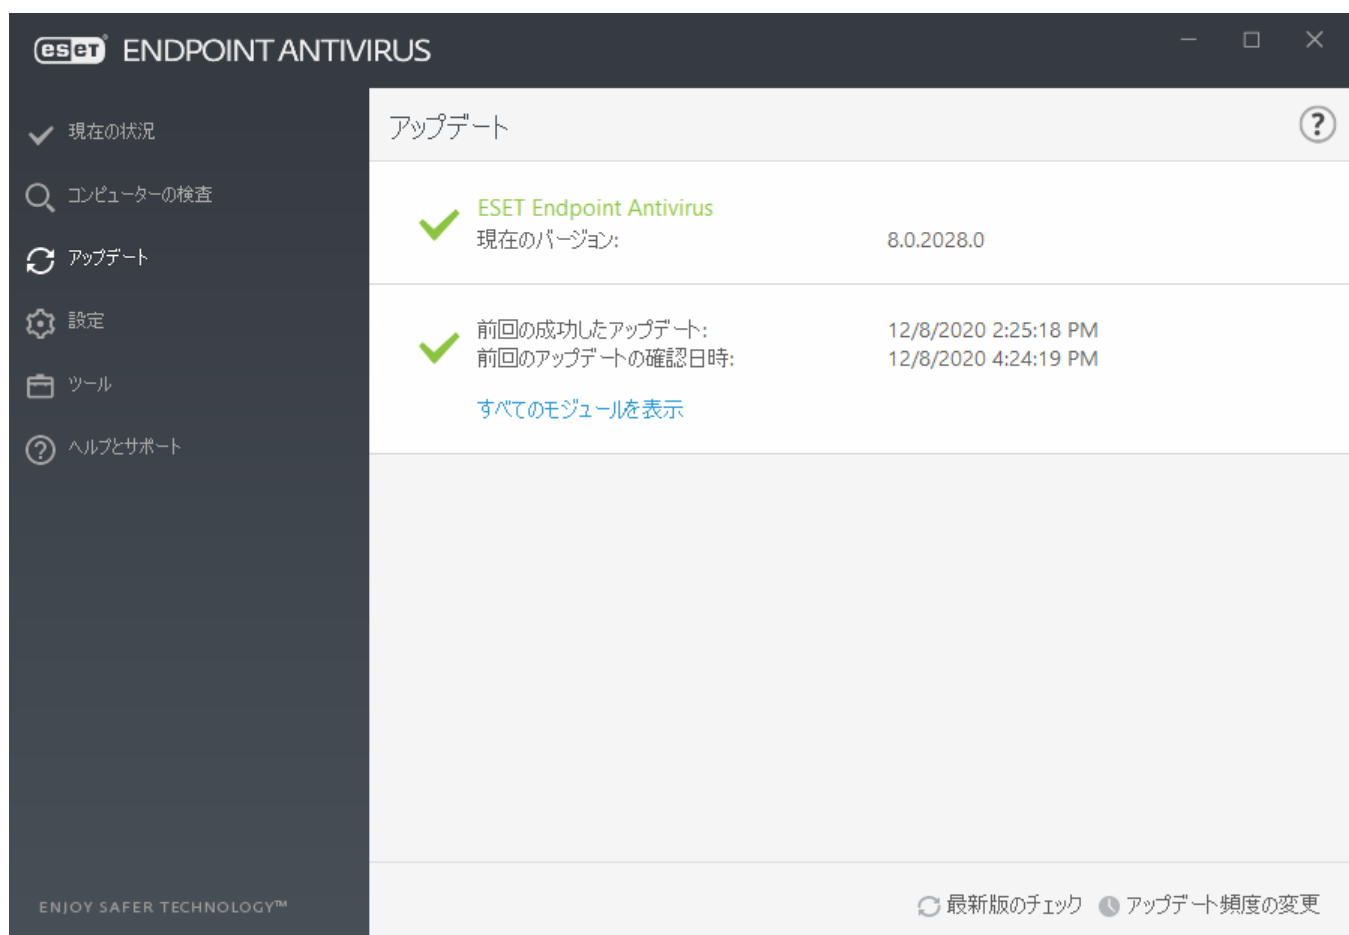 eset ENDPOINT ANTIVIRUS
現在の状況
コンピューターの検査
アップデート
設定
ツール
ヘルプとサポート
ENJOY SAFER TECHNOLOGY™
アップデート ?
ESET Endpoint Antivirus
現在のバージョン: 8.0.2028.0
前回の成功したアップデート: 12/8/2020 2:25:18 PM
前回のアップデートの確認日時: 12/8/2020 4:24:19 PM
すべてのモジュールを表示
最新版のチェック アップデート頻度の変更